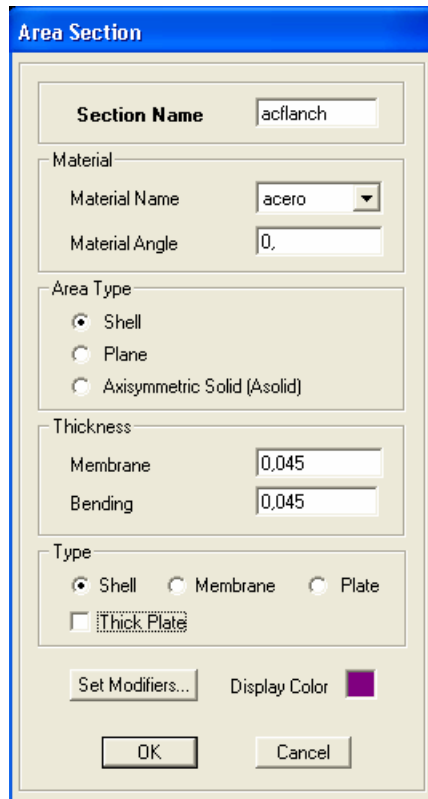 Area Section
Section Name acflanch
Material
Material Name acero
Material Angle 0,
Area Type
Shell
Plane
Axisymmetric Solid (Asolid)
Thickness
Membrane 0,045
Bending 0,045
Type
Shell Membrane Plate
Thick Plate
Set Modifiers... Display Color
OK Cancel